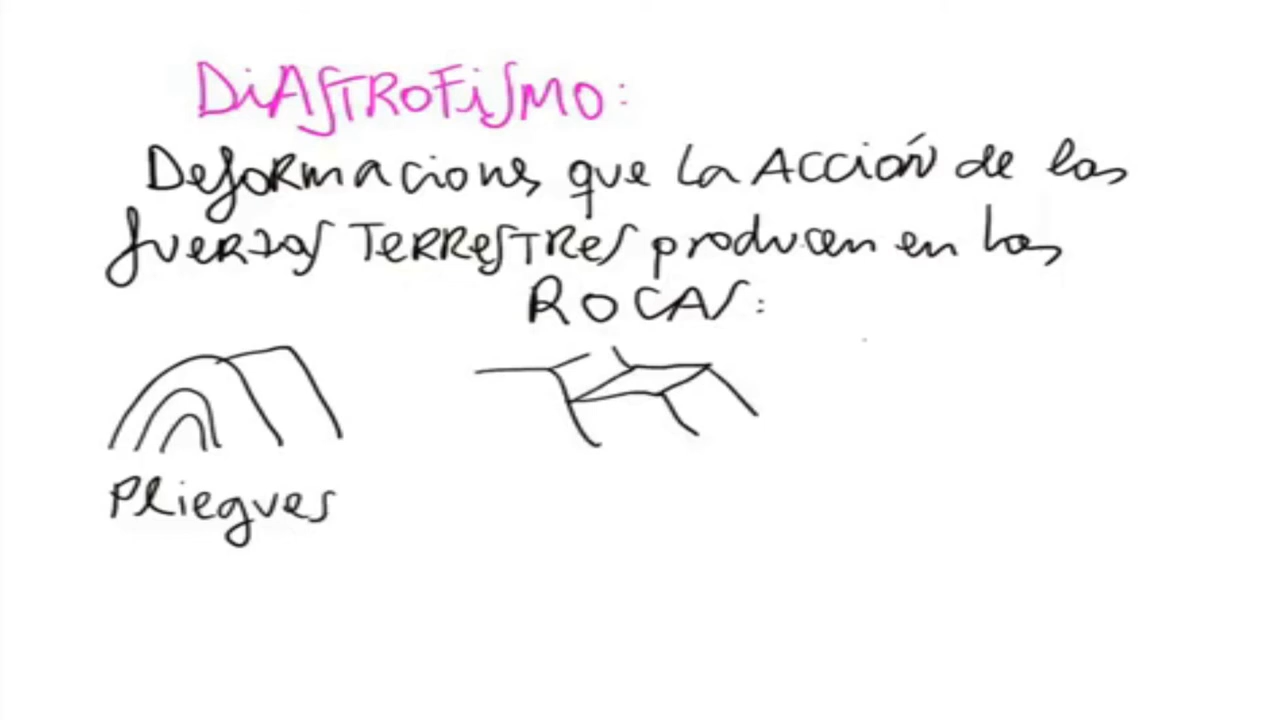 DiASTROFiSMO:
DeformacioneS que la Acción de las
fuerzas TERReSTRes producen en las
ROCAS:
Pliegues